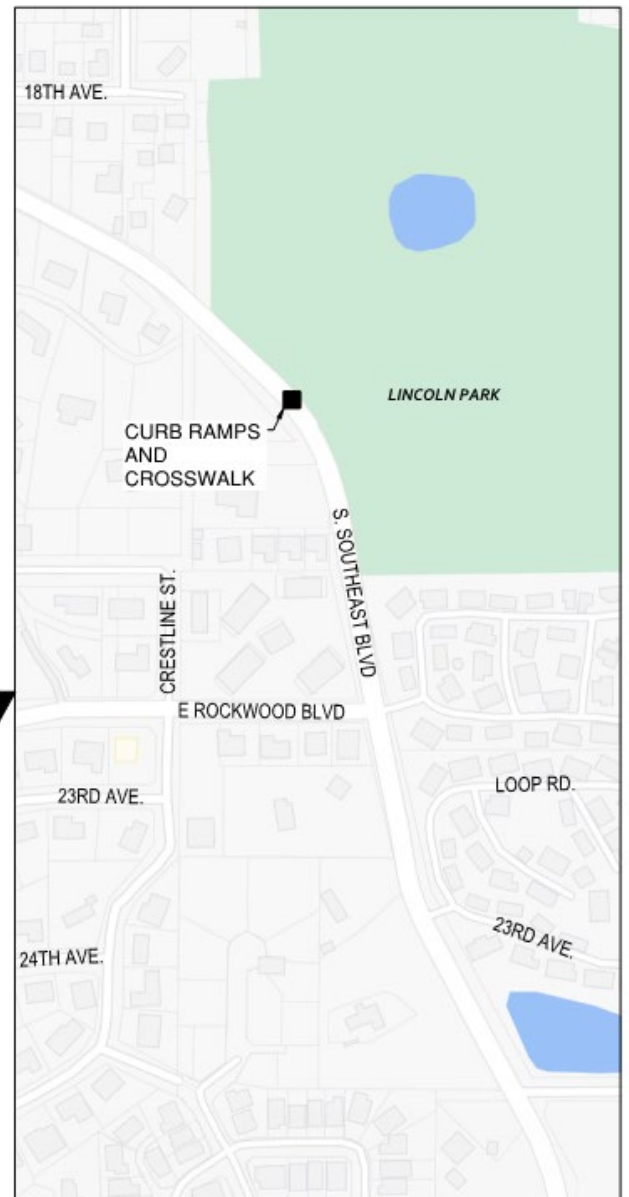 18TH AVE.
LINCOLN PARK
CURB RAMPS
AND
CROSSWALK
S. SOUTHEAST BLVD
CRESTLINE ST.
E ROCKWOOD BLVD
23RD AVE.
LOOP RD.
23RD AVE.
24TH AVE.